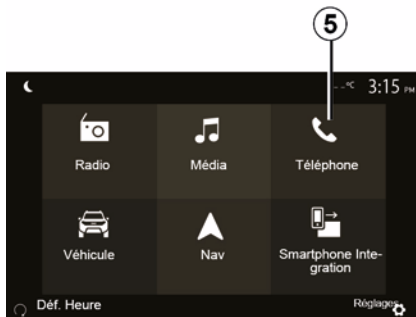 5
--°C 3:15 PM
Radio
Média
Téléphone
Véhicule
Nav
Smartphone Inte-
gration
Déf. Heure
Réglages